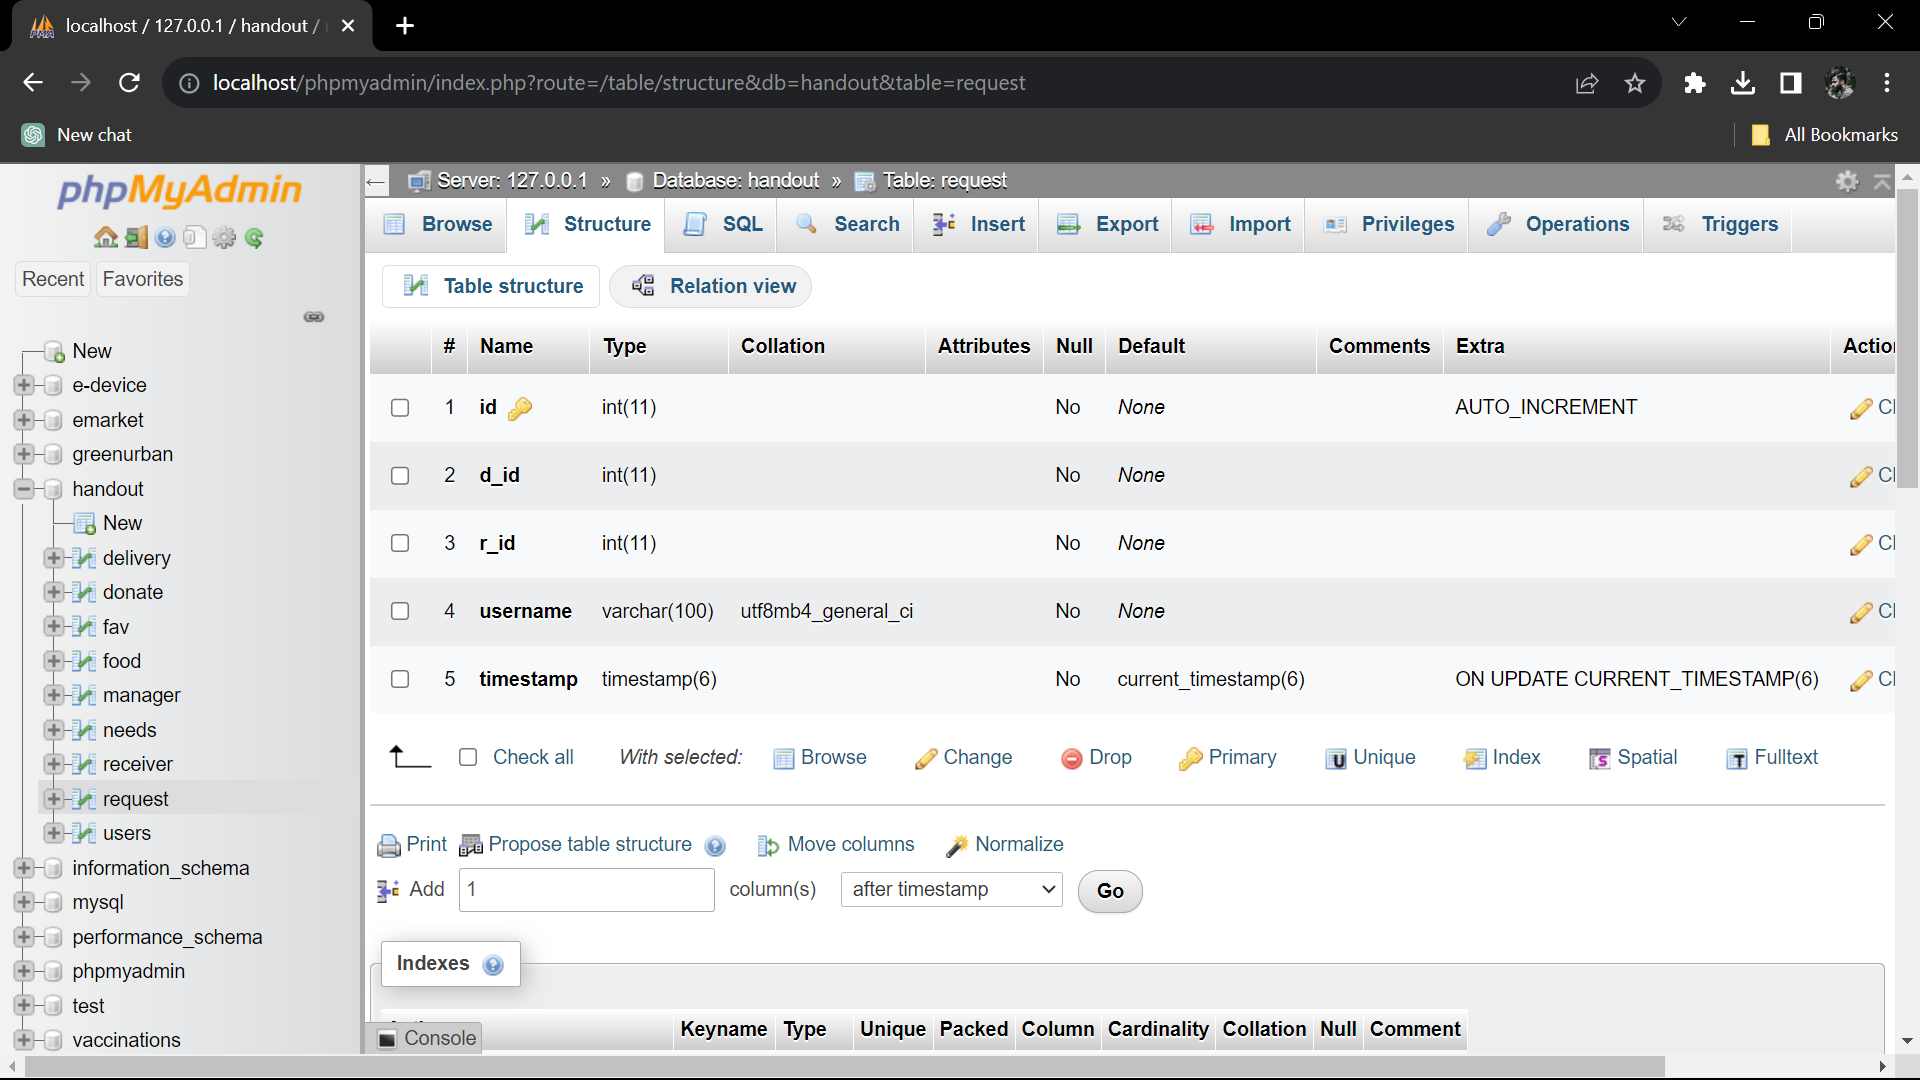 localhost / 127.0.0.1 / handout /
localhost/phpmyadmin/index.php?route=/table/structure&db=handout&table=request
New chat
All Bookmarks
phpMyAdmin
Recent Favorites
New
e-device
emarket
greenurban
handout
New
delivery
donate
fav
food
manager
needs
receiver
request
users
information_schema
mysql
performance_schema
phpmyadmin
test
vaccinations
Server: 127.0.0.1 » Database: handout » Table: request
Browse Structure SQL Search Insert Export Import Privileges Operations Triggers
Table structure Relation view
# Name Type Collation Attributes Null Default Comments Extra Action
1 id int(11) No None AUTO_INCREMENT
2 d_id int(11) No None
3 r_id int(11) No None
4 username varchar(100) utf8mb4_general_ci No None
5 timestamp timestamp(6) No current_timestamp(6) ON UPDATE CURRENT_TIMESTAMP(6)
Check all With selected: Browse Change Drop Primary Unique Index Spatial Fulltext
Print Propose table structure Move columns Normalize
Add 1 column(s) after timestamp Go
Indexes
Keyname Type Unique Packed Column Cardinality Collation Null Comment
Console